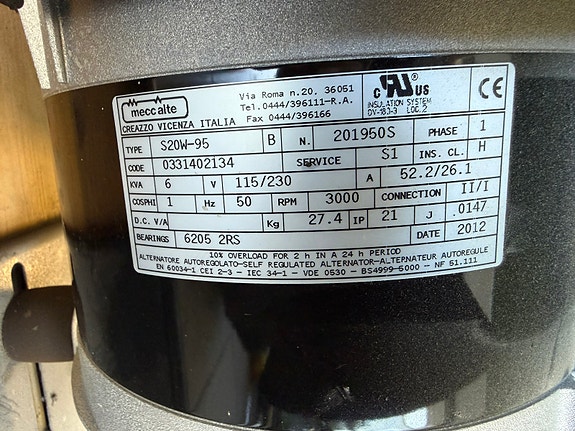 mecc alte
Via Roma n.20. 36051
Tel.0444/396111-R.A.
CREAZZO VICENZA ITALIA Fax 0444/396166
c RU US
INSULATION SYSTEM
CE
TYPE S20W-95 B N. 201950S PHASE 1
CODE 0331402134 SERVICE S1 INS. CL. H
KVA 6 V 115/230 A 52.2/26.1
COSPHI 1 Hz 50 RPM 3000 CONNECTION II/I
D.C. V/A Kg 27.4 IP 21 J .0147
BEARINGS 6205 2RS DATE 2012
10% OVERLOAD FOR 2 h IN A 24 h PERIOD
ALTERNATORE AUTOREGOLATO-SELF REGULATED ALTERNATOR-ALTERNATEUR AUTOREGULE
EN 60034-1 CEI 2-3 - IEC 34-1 - VDE 0530 - BS4999-5000 - NF 51.111